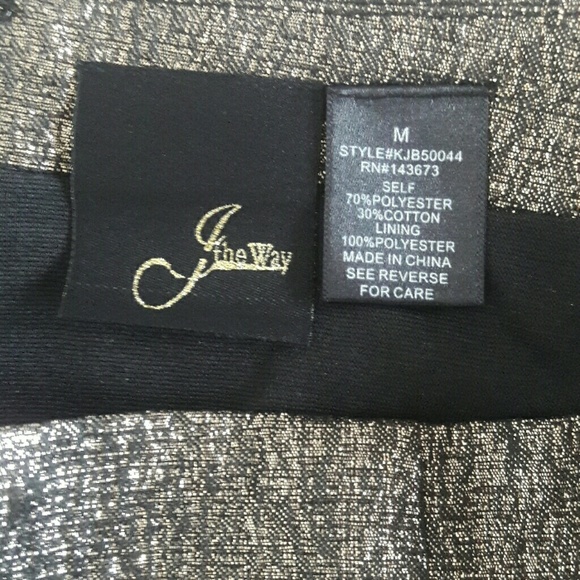 J the Way
M
STYLE#KJB50044
RN#143673
SELF
70%POLYESTER
30%COTTON
LINING
100%POLYESTER
MADE IN CHINA
SEE REVERSE
FOR CARE